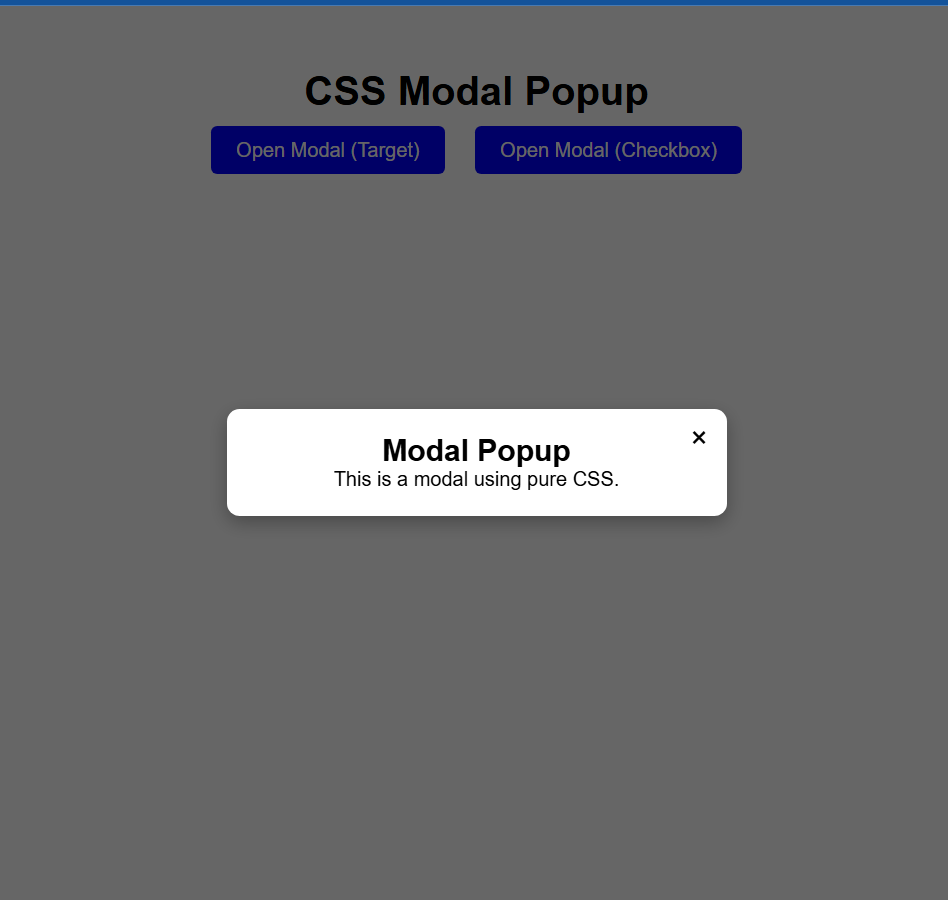 CSS Modal Popup
Open Modal (Target) Open Modal (Checkbox)
×
Modal Popup
This is a modal using pure CSS.